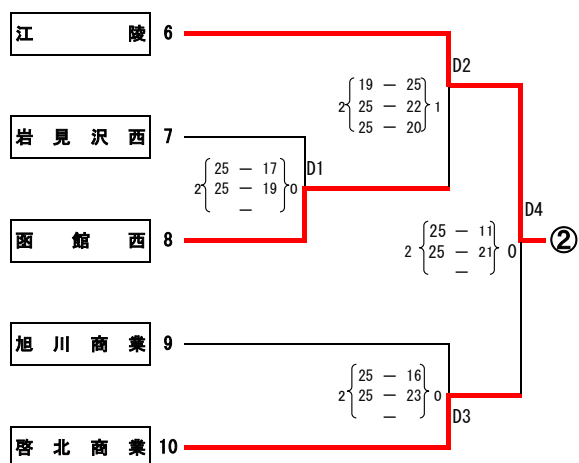 江 陵 6
D2
19 — 25
2 25 — 22 1
25 — 20
岩 見 沢 西 7
D1
25 — 17
2 25 — 19 0
—
函 館 西 8
D4
25 — 11
2 25 — 21 0
—
②
旭 川 商 業 9
25 — 16
2 25 — 23 0
—
D3
啓 北 商 業 10